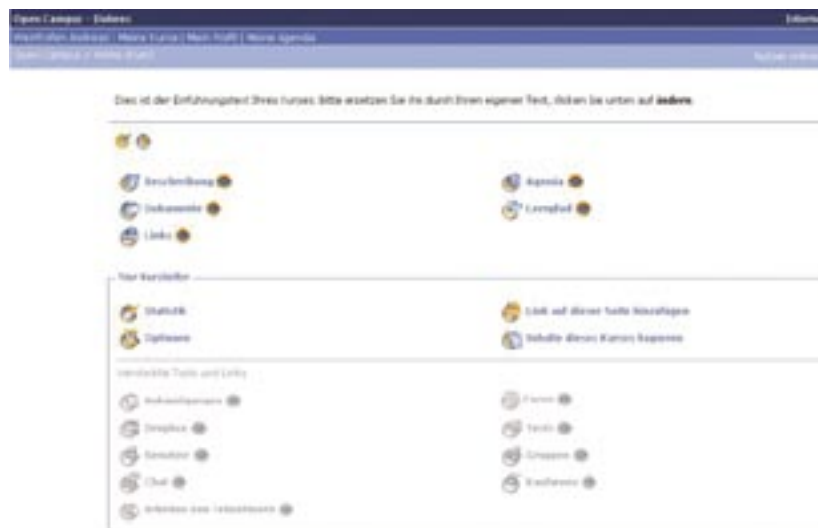 Open Campus - Dokeos
Meine Kurse | Mein Profil | Meine Agenda
Open Campus >
Dies ist der Einführungstext Ihres Kurses. Bitte ersetzen Sie ihn durch Ihren eigenen Text, klicken Sie unten auf ändern.
Beschreibung Agenda
Dokumente Lernpfad
Links
Nur Kursleiter
Statistik Link auf dieser Seite hinzufügen
Optionen Inhalte dieses Kurses kopieren
Versteckte Tools und Links
Ankündigungen Foren
Dropbox Tests
Benutzer Gruppen
Chat Konferenz
Arbeiten von Teilnehmern